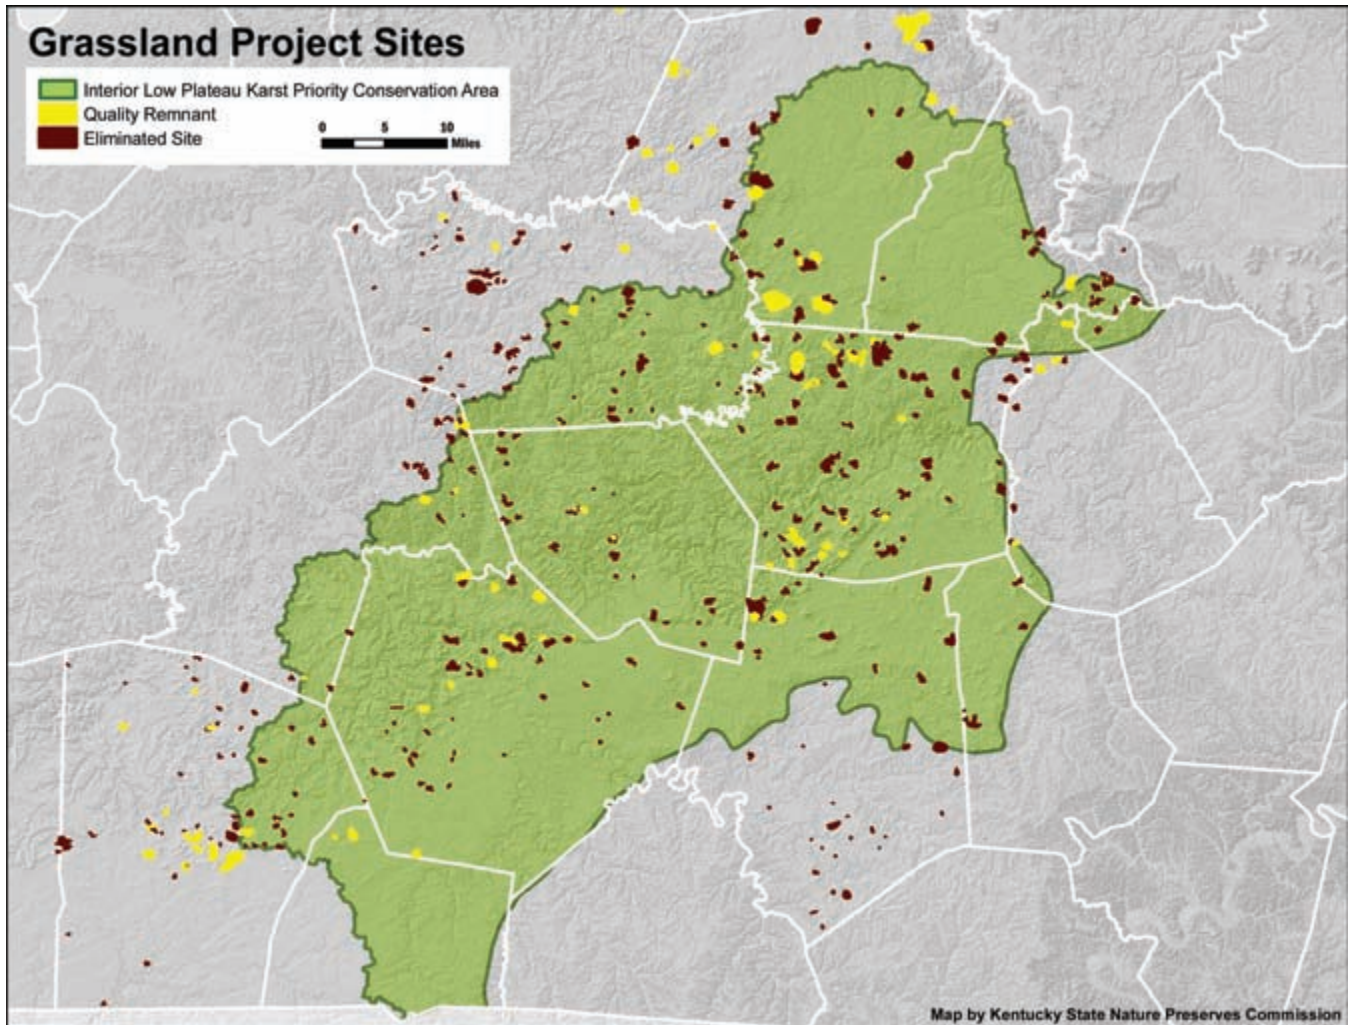 Grassland Project Sites
Interior Low Plateau Karst Priority Conservation Area
Quality Remnant
Eliminated Site
0 5 10
Miles
Map by Kentucky State Nature Preserves Commission